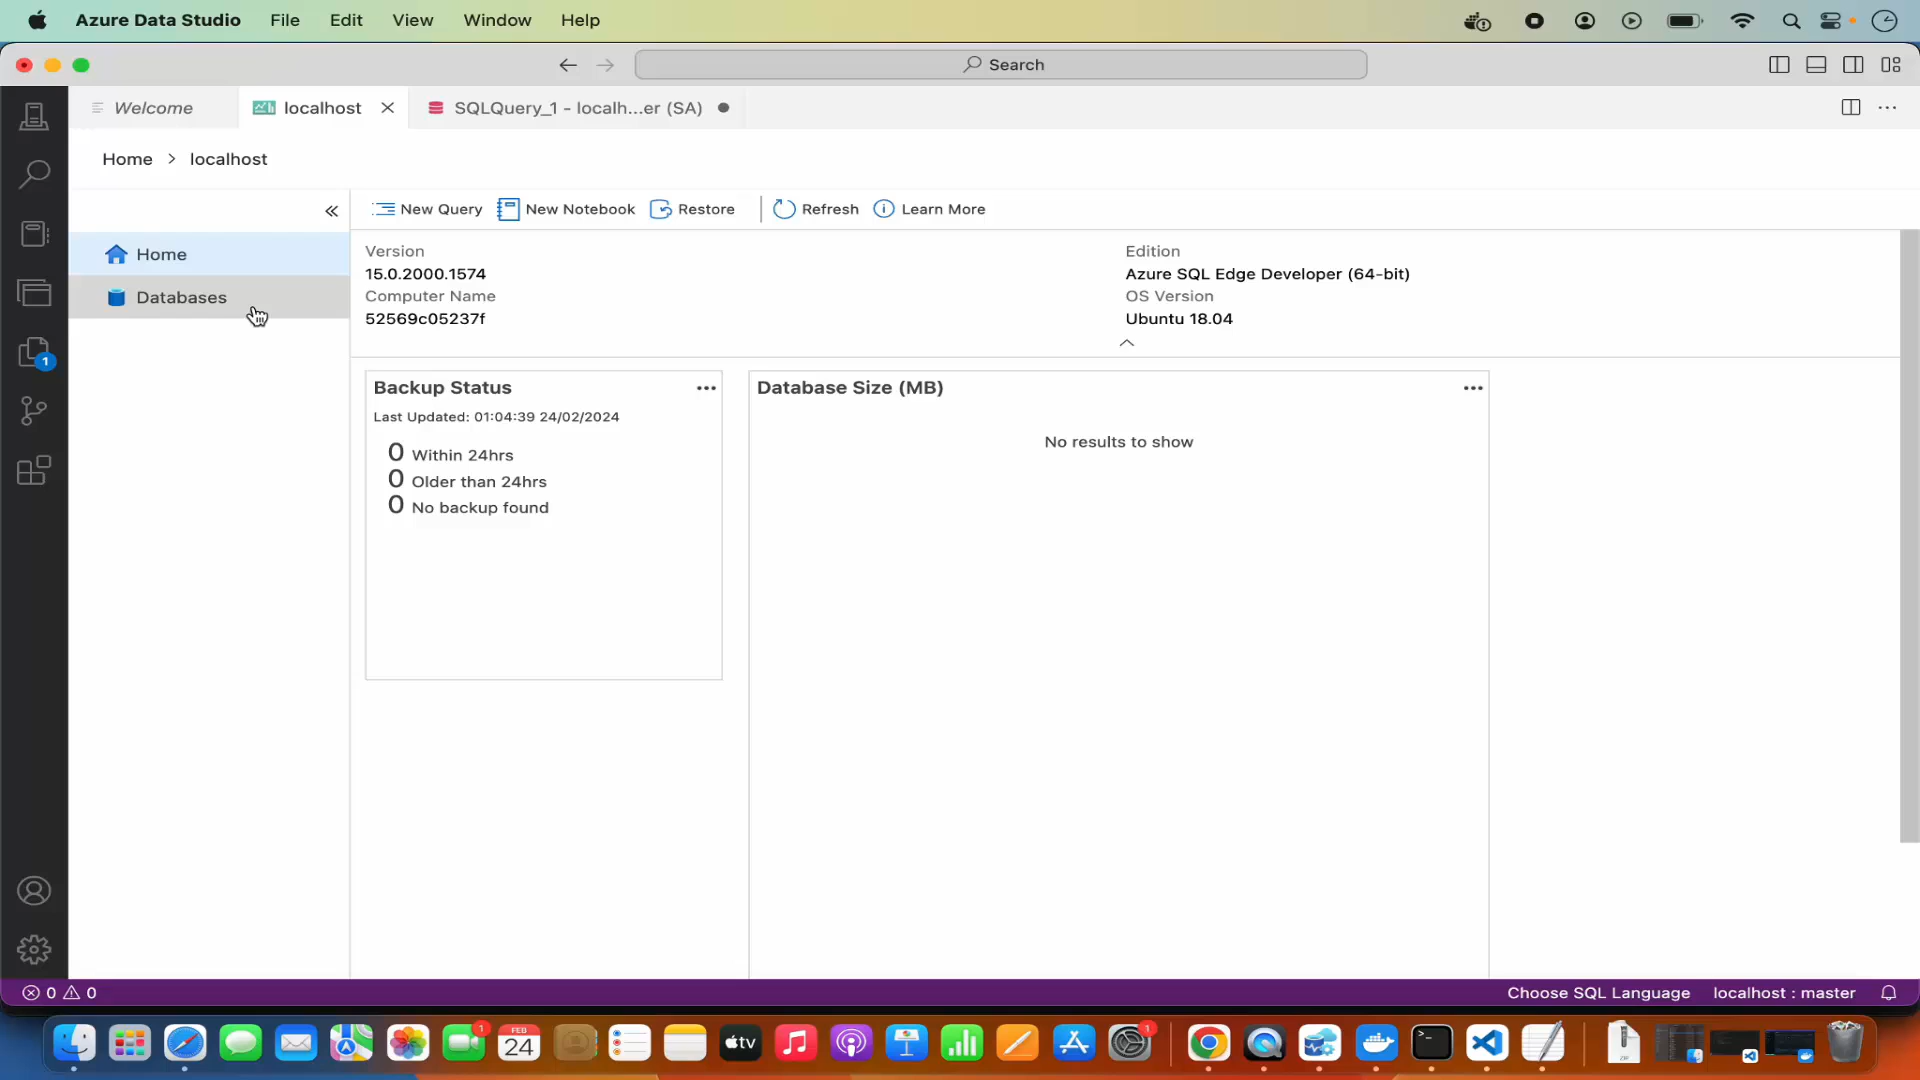 Azure Data Studio File Edit View Window Help
Search
Welcome localhost SQLQuery_1 - localh...er (SA)
Home > localhost
New Query New Notebook Restore Refresh Learn More
Home
Databases
Version
15.0.2000.1574
Computer Name
52569c05237f
Edition
Azure SQL Edge Developer (64-bit)
OS Version
Ubuntu 18.04
1
Backup Status
Last Updated: 01:04:39 24/02/2024
0 Within 24hrs
0 Older than 24hrs
0 No backup found
Database Size (MB)
No results to show
0 0
Choose SQL Language localhost : master
1
FEB
24
tv
1
ZIP